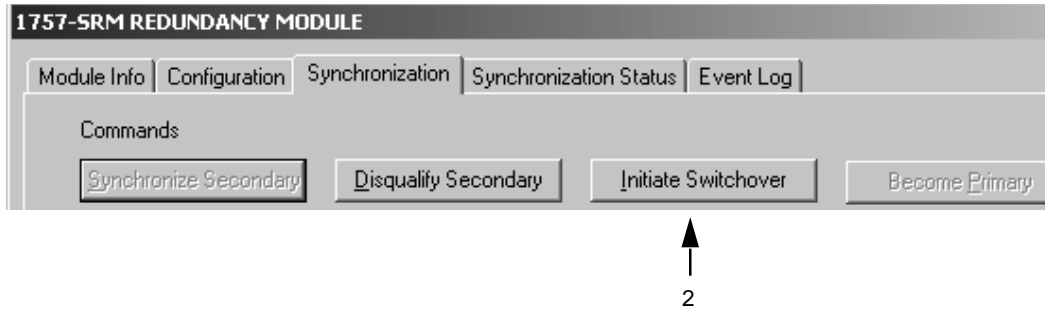 1757-SRM REDUNDANCY MODULE
Module Info Configuration Synchronization Synchronization Status Event Log
Commands
Synchronize Secondary Disqualify Secondary Initiate Switchover Become Primary
2